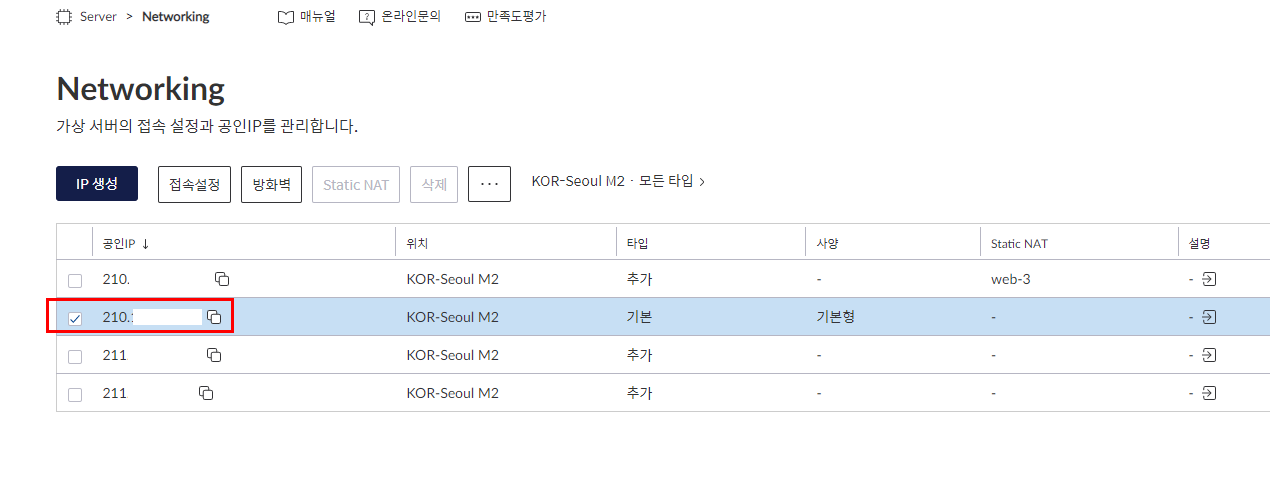 Server > Networking 매뉴얼 온라인문의 만족도평가
Networking
가상 서버의 접속 설정과 공인IP를 관리합니다.
IP 생성 접속설정 방화벽 Static NAT 삭제 ··· KOR-Seoul M2 · 모든 타입 >
공인IP ↓ 위치 타입 사양 Static NAT 설명
210. KOR-Seoul M2 추가 - web-3 -
210. KOR-Seoul M2 기본 기본형 - -
211 KOR-Seoul M2 추가 - - -
211 KOR-Seoul M2 추가 - - -